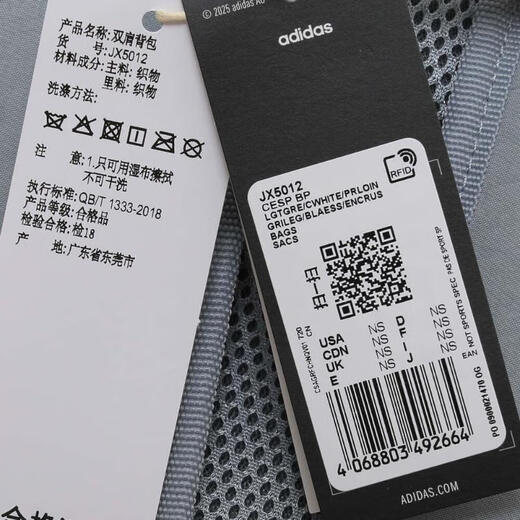 产品名称: 双肩背包
货 号: JX5012
材料成分: 主料: 织物
里料: 织物
洗涤方法:
注 意: 1.只可用湿布擦拭
不可干洗
执行标准: QB/T 1333-2018
产品等级: 合格品
检验合格: 检18
产 地: 广东省东莞市
© 2025 adidas AG
adidas
RFID
JX5012
CESP BP
LGTGRE/CWHITE/PRLOIN
GRILEG/BLAESS/ENCRUS
BAGS
SACS
USA NS D NS
CDN NS F NS
UK NS I NS
E NS J NS
EAN NOT SPORTS SPEC PAS DE SPORT SP
PO 0900021410 OG
4 068803 492664
ADIDAS.COM